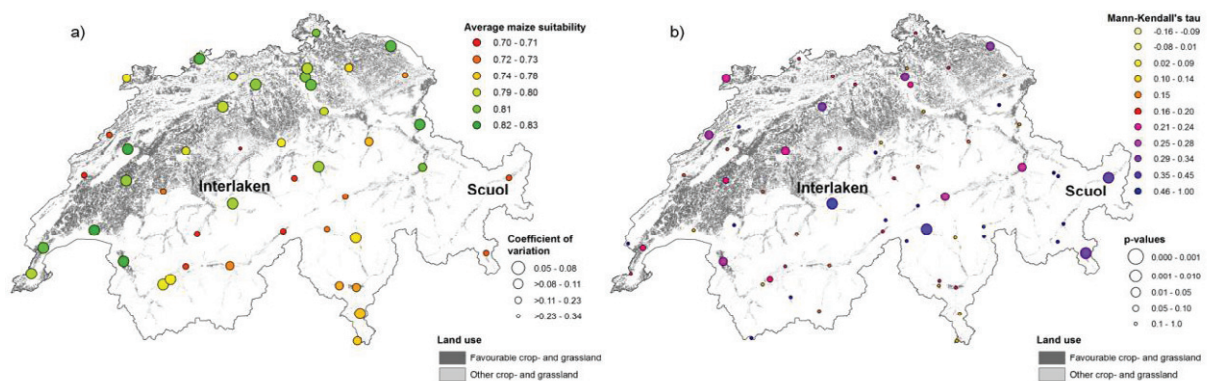 a)
Average maize suitability
0.70 - 0.71
0.72 - 0.73
0.74 - 0.78
0.79 - 0.80
0.81
0.82 - 0.83
Interlaken
Scuol
Coefficient of
variation
0.05 - 0.08
>0.08 - 0.11
>0.11 - 0.23
>0.23 - 0.34
Land use
Favourable crop- and grassland
Other crop- and grassland
b)
Mann-Kendall's tau
-0.16 - -0.09
-0.08 - 0.01
0.02 - 0.09
0.10 - 0.14
0.15
0.16 - 0.20
0.21 - 0.24
0.25 - 0.28
0.29 - 0.34
0.35 - 0.45
0.46 - 1.00
Interlaken
Scuol
p-values
0.000 - 0.001
0.001 - 0.010
0.01 - 0.05
0.05 - 0.10
0.1 - 1.0
Land use
Favourable crop- and grassland
Other crop- and grassland